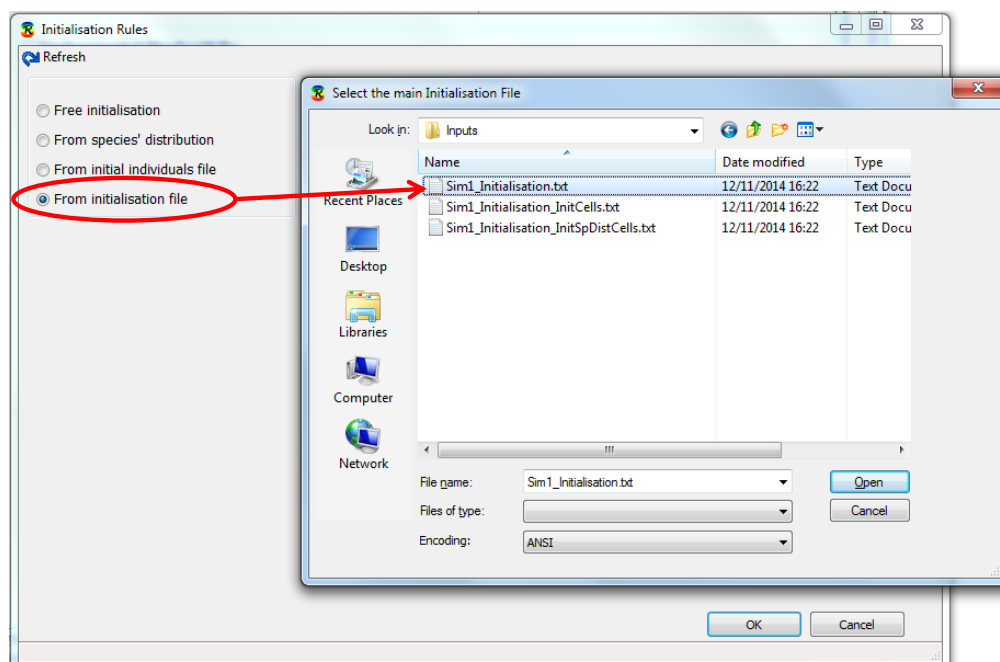 Initialisation Rules
Refresh
Free initialisation
From species' distribution
From initial individuals file
From initialisation file
Select the main Initialisation File
Look in: Inputs
Name Date modified Type
Sim1_Initialisation.txt 12/11/2014 16:22 Text Docu
Sim1_Initialisation_InitCells.txt 12/11/2014 16:22 Text Docu
Sim1_Initialisation_InitSpDistCells.txt 12/11/2014 16:22 Text Docu
Recent Places
Desktop
Libraries
Computer
Network
File name: Sim1_Initialisation.txt Open
Files of type: Cancel
Encoding: ANSI
OK Cancel